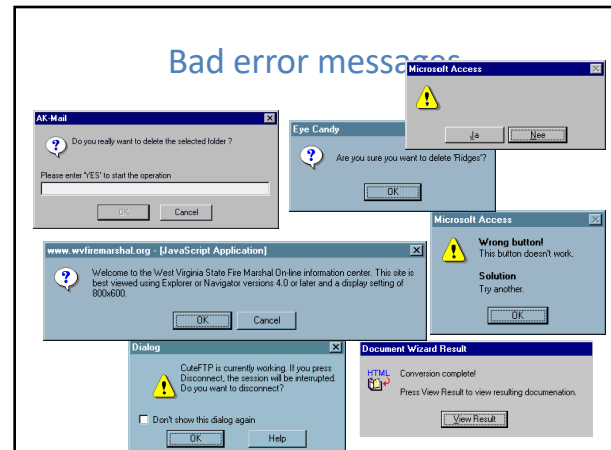 Bad error messages
Microsoft Access
Ja
Nee
AK-Mail
Do you really want to delete the selected folder ?
Please enter 'YES' to start the operation
OK
Cancel
Eye Candy
Are you sure you want to delete 'Ridges'?
OK
Microsoft Access
Wrong button!
This button doesn't work.
Solution
Try another.
OK
www.wvfiremarshal.org - [JavaScript Application]
Welcome to the West Virginia State Fire Marshal On-line information center. This site is
best viewed using Explorer or Navigator versions 4.0 or later and a display setting of
800x600.
OK
Cancel
Dialog
CuteFTP is currently working. If you press
Disconnect, the session will be interrupted.
Do you want to disconnect?
Don't show this dialog again
OK
Help
Document Wizard Result
HTML
Conversion complete!
Press View Result to view resulting documenation.
View Result